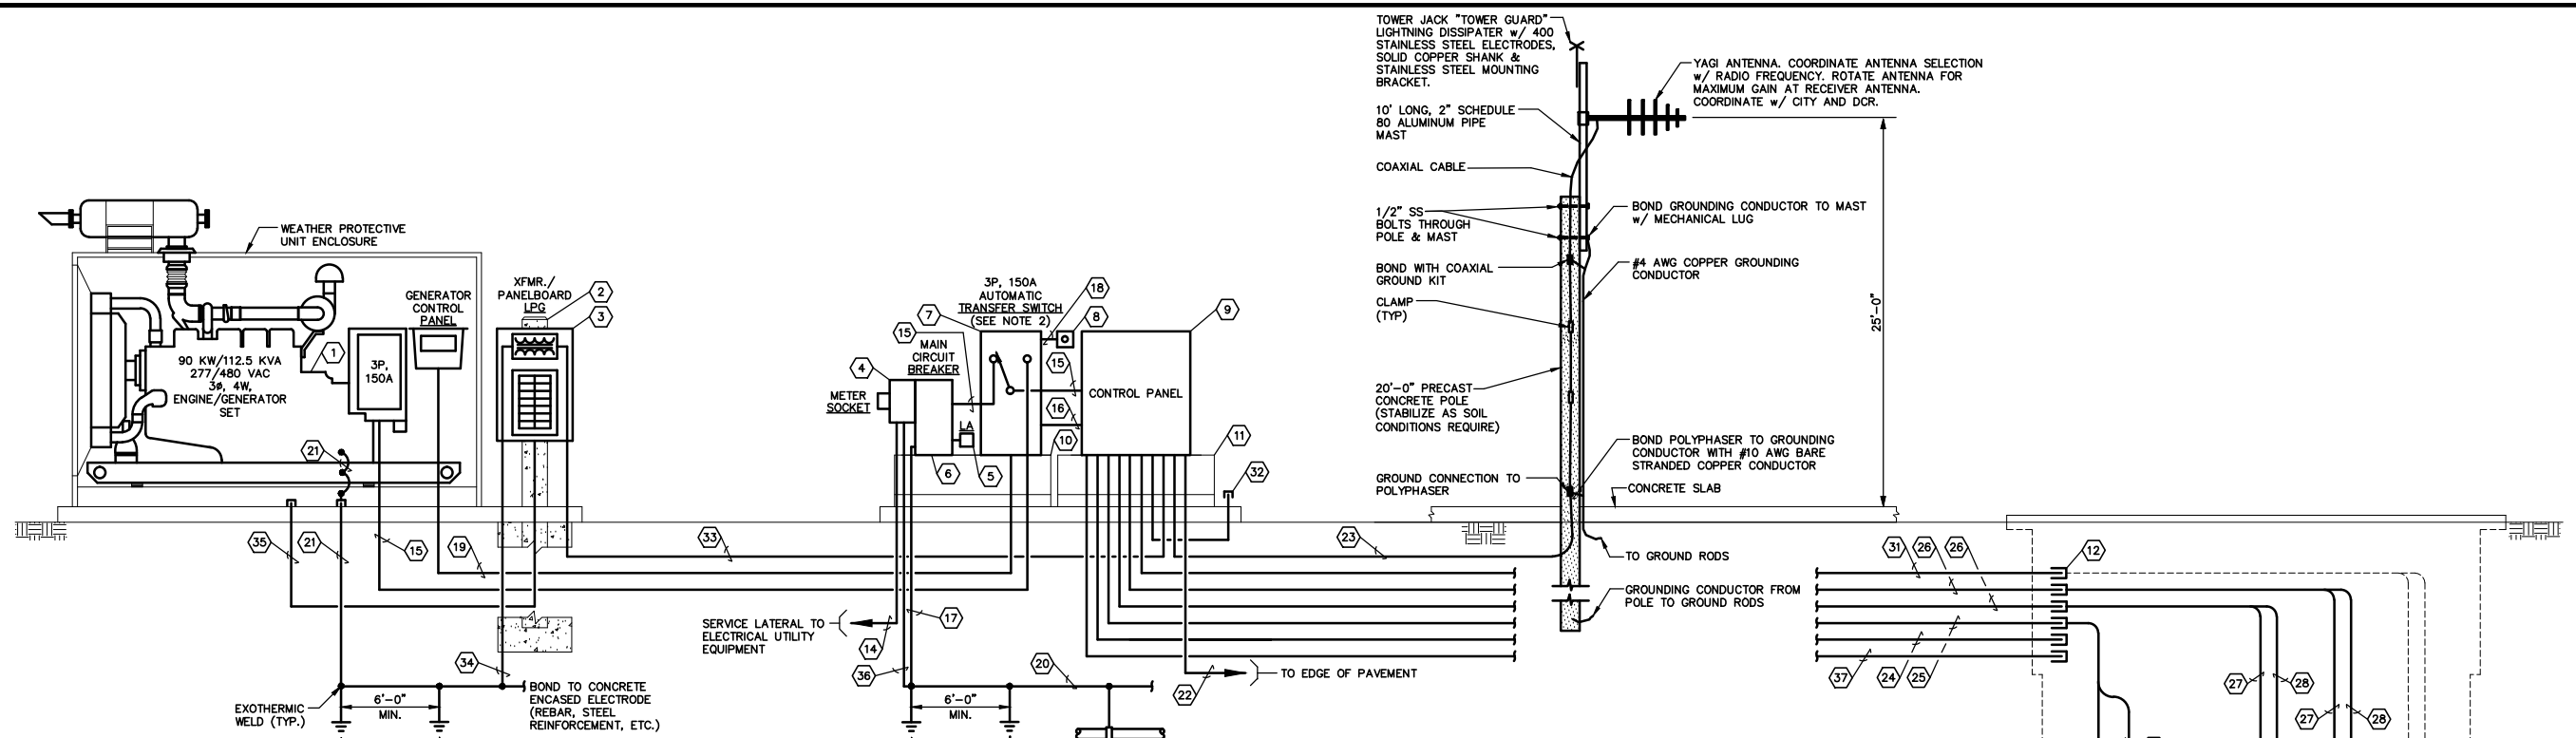 TOWER JACK "TOWER GUARD"
LIGHTNING DISSIPATER w/ 400
STAINLESS STEEL ELECTRODES,
SOLID COPPER SHANK &
STAINLESS STEEL MOUNTING
BRACKET.
YAGI ANTENNA. COORDINATE ANTENNA SELECTION
w/ RADIO FREQUENCY. ROTATE ANTENNA FOR
MAXIMUM GAIN AT RECEIVER ANTENNA.
COORDINATE w/ CITY AND DCR.
10' LONG, 2" SCHEDULE
80 ALUMINUM PIPE
MAST
COAXIAL CABLE
1/2" SS
BOLTS THROUGH
POLE & MAST
BOND GROUNDING CONDUCTOR TO MAST
w/ MECHANICAL LUG
BOND WITH COAXIAL
GROUND KIT
#4 AWG COPPER GROUNDING
CONDUCTOR
CLAMP
(TYP)
25'-0"
20'-0" PRECAST
CONCRETE POLE
(STABILIZE AS SOIL
CONDITIONS REQUIRE)
BOND POLYPHASER TO GROUNDING
CONDUCTOR WITH #10 AWG BARE
STRANDED COPPER CONDUCTOR
GROUND CONNECTION TO
POLYPHASER
CONCRETE SLAB
TO GROUND RODS
GROUNDING CONDUCTOR FROM
POLE TO GROUND RODS
WEATHER PROTECTIVE
UNIT ENCLOSURE
GENERATOR
CONTROL
PANEL
XFMR./
PANELBOARD
LPG
2
3
1
90 KW/112.5 KVA
277/480 VAC
3ø, 4W,
ENGINE/GENERATOR
SET
3P,
150A
21
3P, 150A
AUTOMATIC
TRANSFER SWITCH
(SEE NOTE 2)
18
7
8
9
15
MAIN
CIRCUIT
BREAKER
15
4
CONTROL PANEL
METER
SOCKET
16
LA
10
11
6
5
32
35
21
15
19
33
23
31
26
26
12
SERVICE LATERAL TO
ELECTRICAL UTILITY
EQUIPMENT
17
14
34
36
20
22
TO EDGE OF PAVEMENT
37
24
25
27
28
27
28
EXOTHERMIC
WELD (TYP.)
6'-0"
MIN.
BOND TO CONCRETE
ENCASED ELECTRODE
(REBAR, STEEL
REINFORCEMENT, ETC.)
6'-0"
MIN.